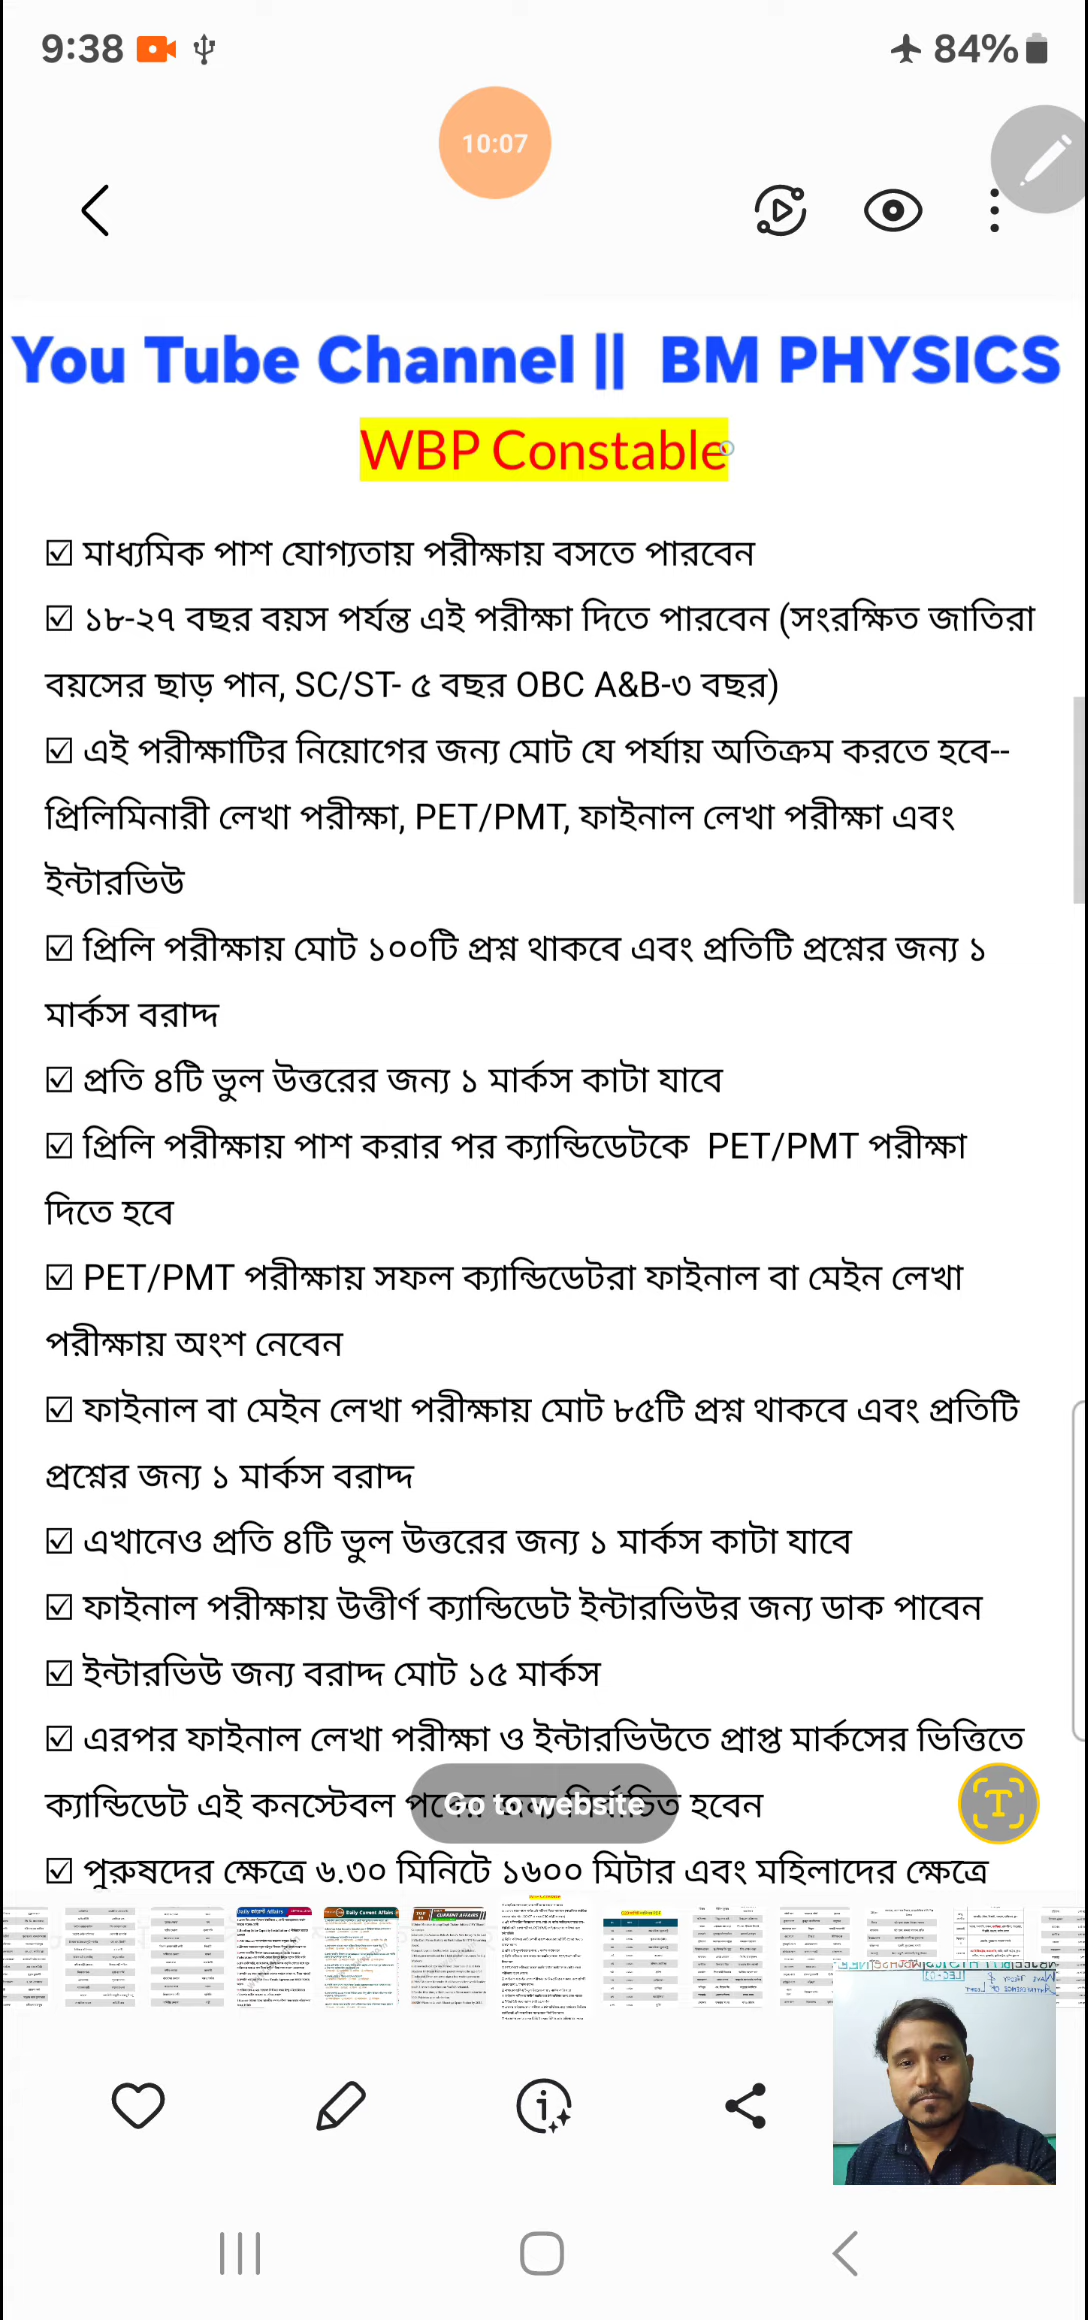 9:38
84%
10:07
You Tube Channel || BM PHYSICS
WBP Constable
☑ মাধ্যমিক পাশ যোগ্যতায় পরীক্ষায় বসতে পারবেন
☑ ১৮-২৭ বছর বয়স পর্যন্ত এই পরীক্ষা দিতে পারবেন (সংরক্ষিত জাতিরা
বয়সের ছাড় পান, SC/ST- ৫ বছর OBC A&B-৩ বছর)
☑ এই পরীক্ষাটির নিয়োগের জন্য মোট যে পর্যায় অতিক্রম করতে হবে--
প্রিলিমিনারী লেখা পরীক্ষা, PET/PMT, ফাইনাল লেখা পরীক্ষা এবং
ইন্টারভিউ
☑ প্রিলি পরীক্ষায় মোট ১০০টি প্রশ্ন থাকবে এবং প্রতিটি প্রশ্নের জন্য ১
মার্কস বরাদ্দ
☑ প্রতি ৪টি ভুল উত্তরের জন্য ১ মার্কস কাটা যাবে
☑ প্রিলি পরীক্ষায় পাশ করার পর ক্যান্ডিডেটকে PET/PMT পরীক্ষা
দিতে হবে
☑ PET/PMT পরীক্ষায় সফল ক্যান্ডিডেটরা ফাইনাল বা মেইন লেখা
পরীক্ষায় অংশ নেবেন
☑ ফাইনাল বা মেইন লেখা পরীক্ষায় মোট ৮৫টি প্রশ্ন থাকবে এবং প্রতিটি
প্রশ্নের জন্য ১ মার্কস বরাদ্দ
☑ এখানেও প্রতি ৪টি ভুল উত্তরের জন্য ১ মার্কস কাটা যাবে
☑ ফাইনাল পরীক্ষায় উত্তীর্ণ ক্যান্ডিডেট ইন্টারভিউর জন্য ডাক পাবেন
☑ ইন্টারভিউ জন্য বরাদ্দ মোট ১৫ মার্কস
☑ এরপর ফাইনাল লেখা পরীক্ষা ও ইন্টারভিউতে প্রাপ্ত মার্কসের ভিত্তিতে
ক্যান্ডিডেট এই কনস্টেবল হবেন
Go to website
☑ পুরুষদের ক্ষেত্রে ৬.৩০ মিনিটে ১৬০০ মিটার এবং মহিলাদের ক্ষেত্রে
Daily Current Affairs
CURRENT AFFAIRS